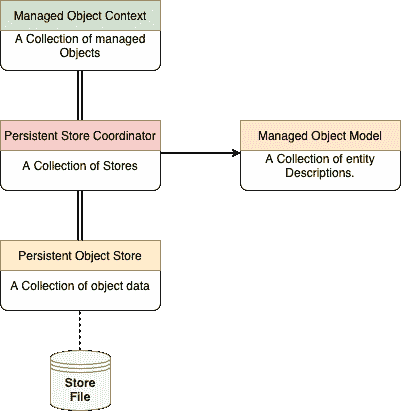 Managed Object Context
A Collection of managed
Objects
Persistent Store Coordinator
A Collection of Stores
Managed Object Model
A Collection of entity
Descriptions.
Persistent Object Store
A Collection of object data
Store
File